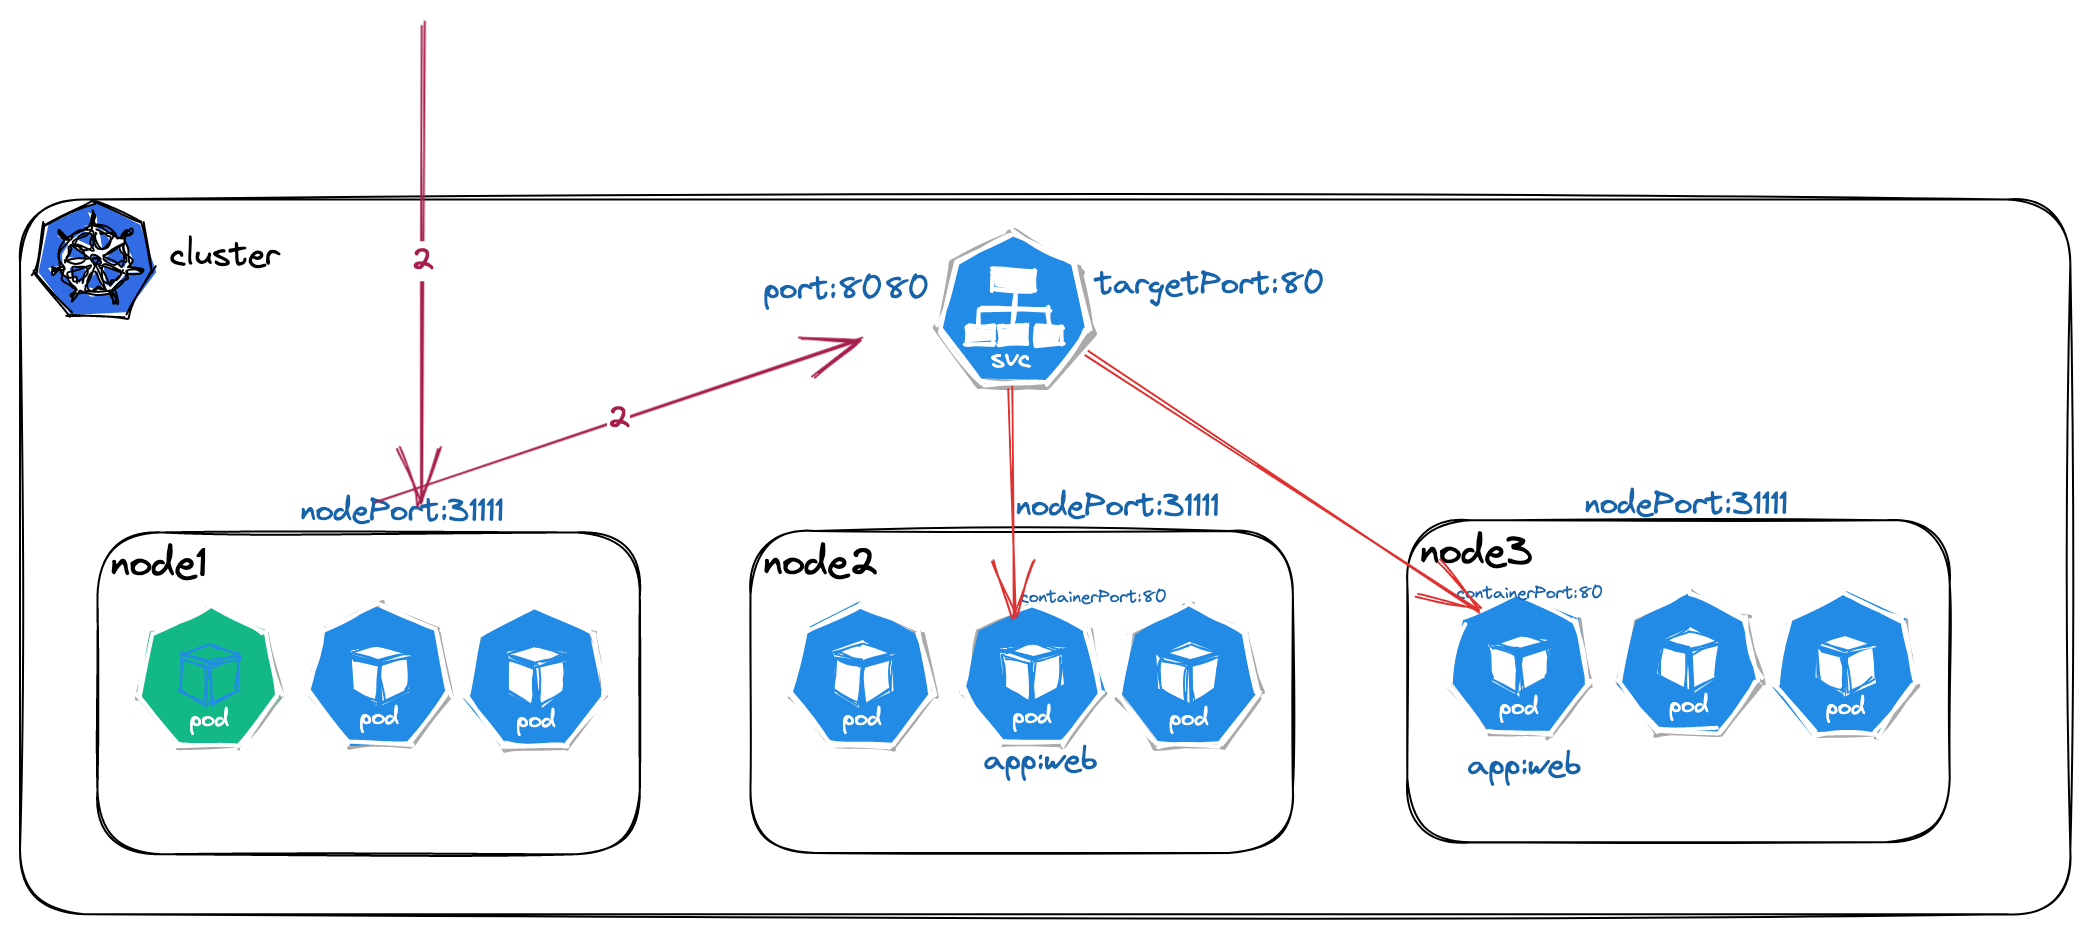 2
cluster
port:8080
targetPort:80
svc
2
nodePort:31111
nodePort:31111
nodePort:31111
node1
node2
node3
containerPort:80
containerPort:80
pod
pod
pod
pod
pod
pod
pod
pod
pod
app:web
app:web